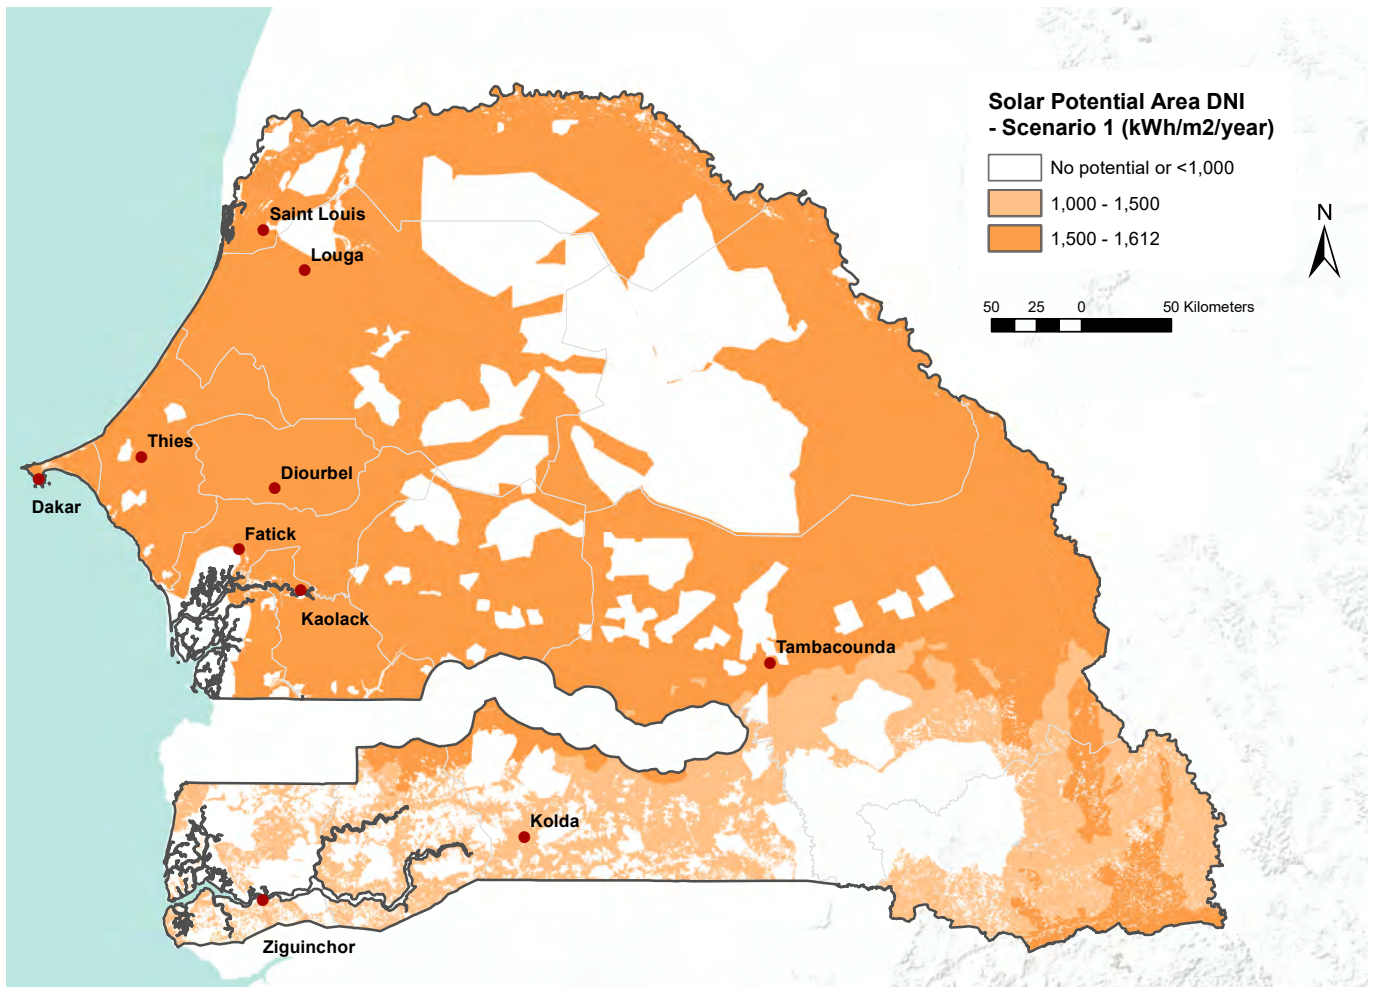 Solar Potential Area DNI
- Scenario 1 (kWh/m2/year)
No potential or <1,000
1,000 - 1,500
1,500 - 1,612
N
50 25 0 50 Kilometers
Saint Louis
Louga
Thies
Diourbel
Dakar
Fatick
Kaolack
Tambacounda
Kolda
Ziguinchor